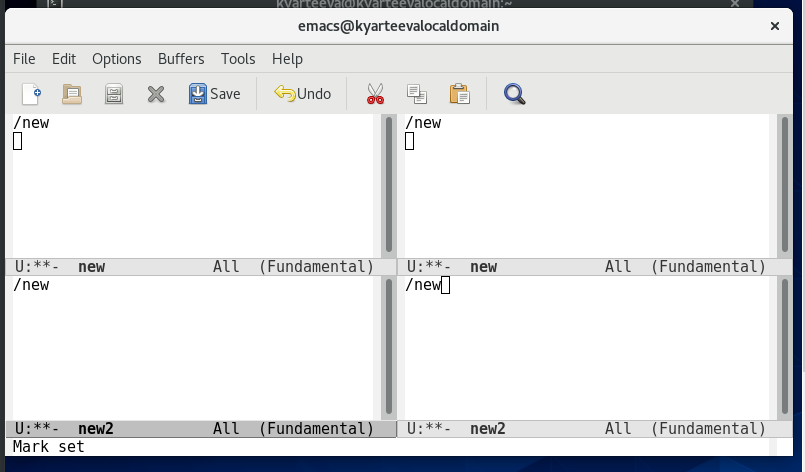 kyarteeva@kyarteevalocaldomain:~
emacs@kyarteevalocaldomain
File Edit Options Buffers Tools Help
Save Undo
/new
/new
U:**- new All (Fundamental)
U:**- new All (Fundamental)
/new
/new
U:**- new2 All (Fundamental)
U:**- new2 All (Fundamental)
Mark set